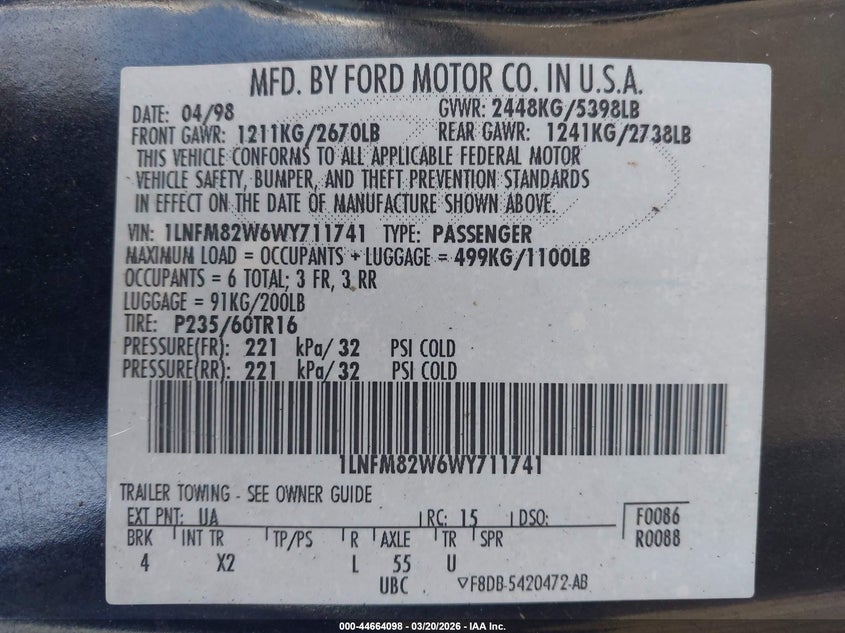 MFD. BY FORD MOTOR CO. IN U.S.A.
DATE: 04/98 GVWR: 2448KG/5398LB
FRONT GAWR: 1211KG/2670LB REAR GAWR: 1241KG/2738LB
THIS VEHICLE CONFORMS TO ALL APPLICABLE FEDERAL MOTOR
VEHICLE SAFETY, BUMPER, AND THEFT PREVENTION STANDARDS
IN EFFECT ON THE DATE OF MANUFACTURE SHOWN ABOVE.
VIN: 1LNFM82W6WY711741 TYPE: PASSENGER
MAXIMUM LOAD = OCCUPANTS + LUGGAGE = 499KG/1100LB
OCCUPANTS = 6 TOTAL; 3 FR, 3 RR
LUGGAGE = 91KG/200LB
TIRE: P235/60TR16
PRESSURE(FR): 221 kPa/32 PSI COLD
PRESSURE(RR): 221 kPa/32 PSI COLD
1LNFM82W6WY711741
TRAILER TOWING - SEE OWNER GUIDE
EXT PNT: UA RC: 15 DSO: F0086
BRK INT TR TP/PS R AXLE TR SPR R0088
4 X2 L 55 U
UBC ▽F8DB-5420472-AB
000-44664098 - 03/20/2026 - IAA Inc.